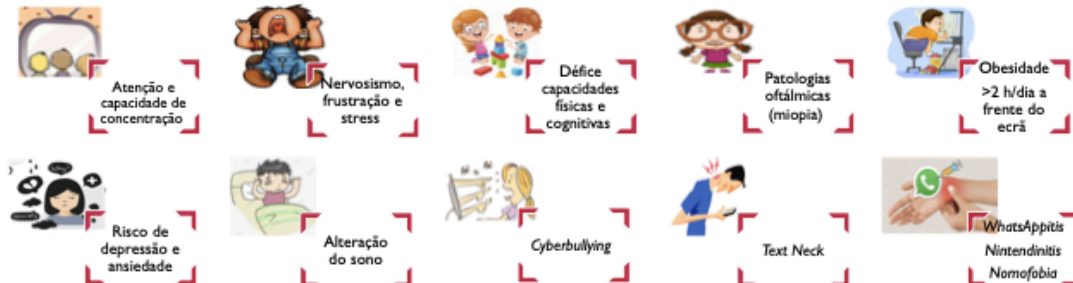 Atenção e
capacidade de
concentração
Nervosismo,
frustração e
stress
Défice
capacidades
físicas e
cognitivas
Patologias
oftálmicas
(miopia)
Obesidade
>2 h/dia a
frente do
ecrã
Risco de
depressão e
ansiedade
Alteração
do sono
Cyberbullying
Text Neck
WhatsAppitis
Nintendinitis
Nomofobia